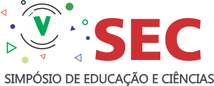 V SEC
SIMPÓSIO DE EDUCAÇÃO E CIÊNCIAS